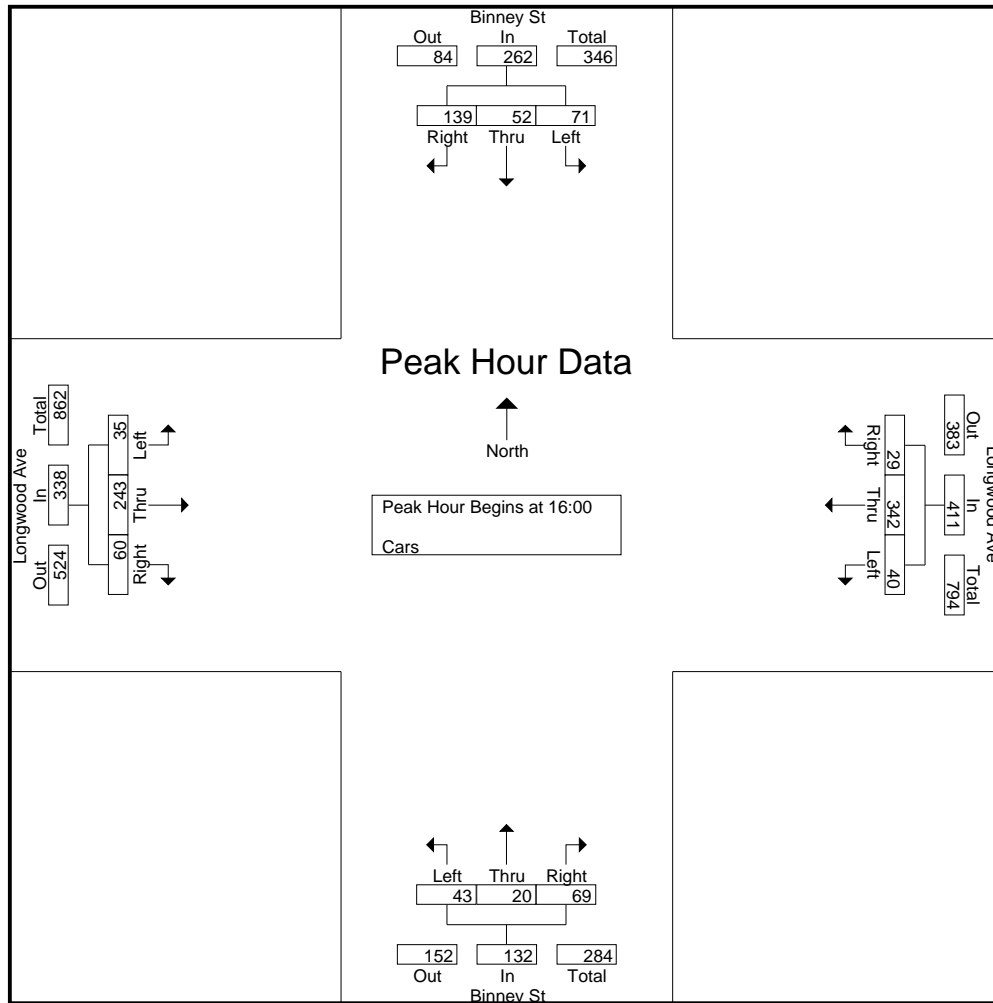 Binney St
Out In Total
84 262 346
139 52 71
Right Thru Left
Peak Hour Data
North
Peak Hour Begins at 16:00
Cars
Longwood Ave
Total In Out
862 338 524
35 243 60
Left Thru Right
Longwood Ave
Out In Total
383 411 794
29 342 40
Right Thru Left
Left Thru Right
43 20 69
152 132 284
Out In Total
Binney St